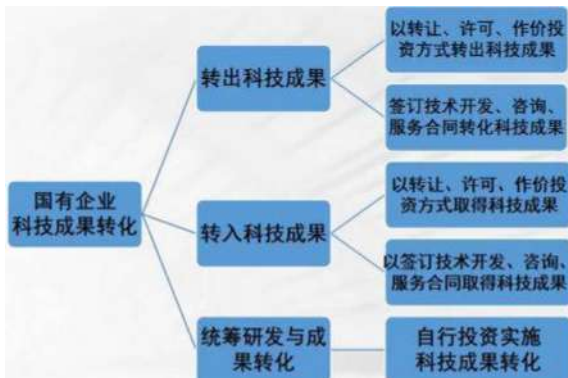 国有企业
科技成果转化
转出科技成果
以转让、许可、作价投
资方式转出科技成果
签订技术开发、咨询、
服务合同转化科技成果
转入科技成果
以转让、许可、作价投
资方式取得科技成果
以签订技术开发、咨询、
服务合同取得科技成果
统筹研发与成
果转化
自行投资实施
科技成果转化